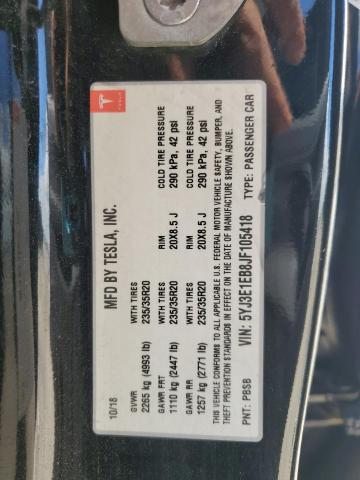 TESLA
MFD BY TESLA, INC.
10/18
GVWR WITH TIRES RIM COLD TIRE PRESSURE
2265 kg (4993 lb) 235/35R20 20X8.5 J 290 kPa, 42 psi
GAWR FRT WITH TIRES RIM COLD TIRE PRESSURE
1110 kg (2447 lb) 235/35R20 20X8.5 J 290 kPa, 42 psi
GAWR RR
1257 kg (2771 lb)
THIS VEHICLE CONFORMS TO ALL APPLICABLE U.S. FEDERAL MOTOR VEHICLE SAFETY, BUMPER, AND
THEFT PREVENTION STANDARDS IN EFFECT ON THE DATE OF MANUFACTURE SHOWN ABOVE.
VIN: 5YJ3E1EB8JF105418
PNT: PBSB TYPE: PASSENGER CAR